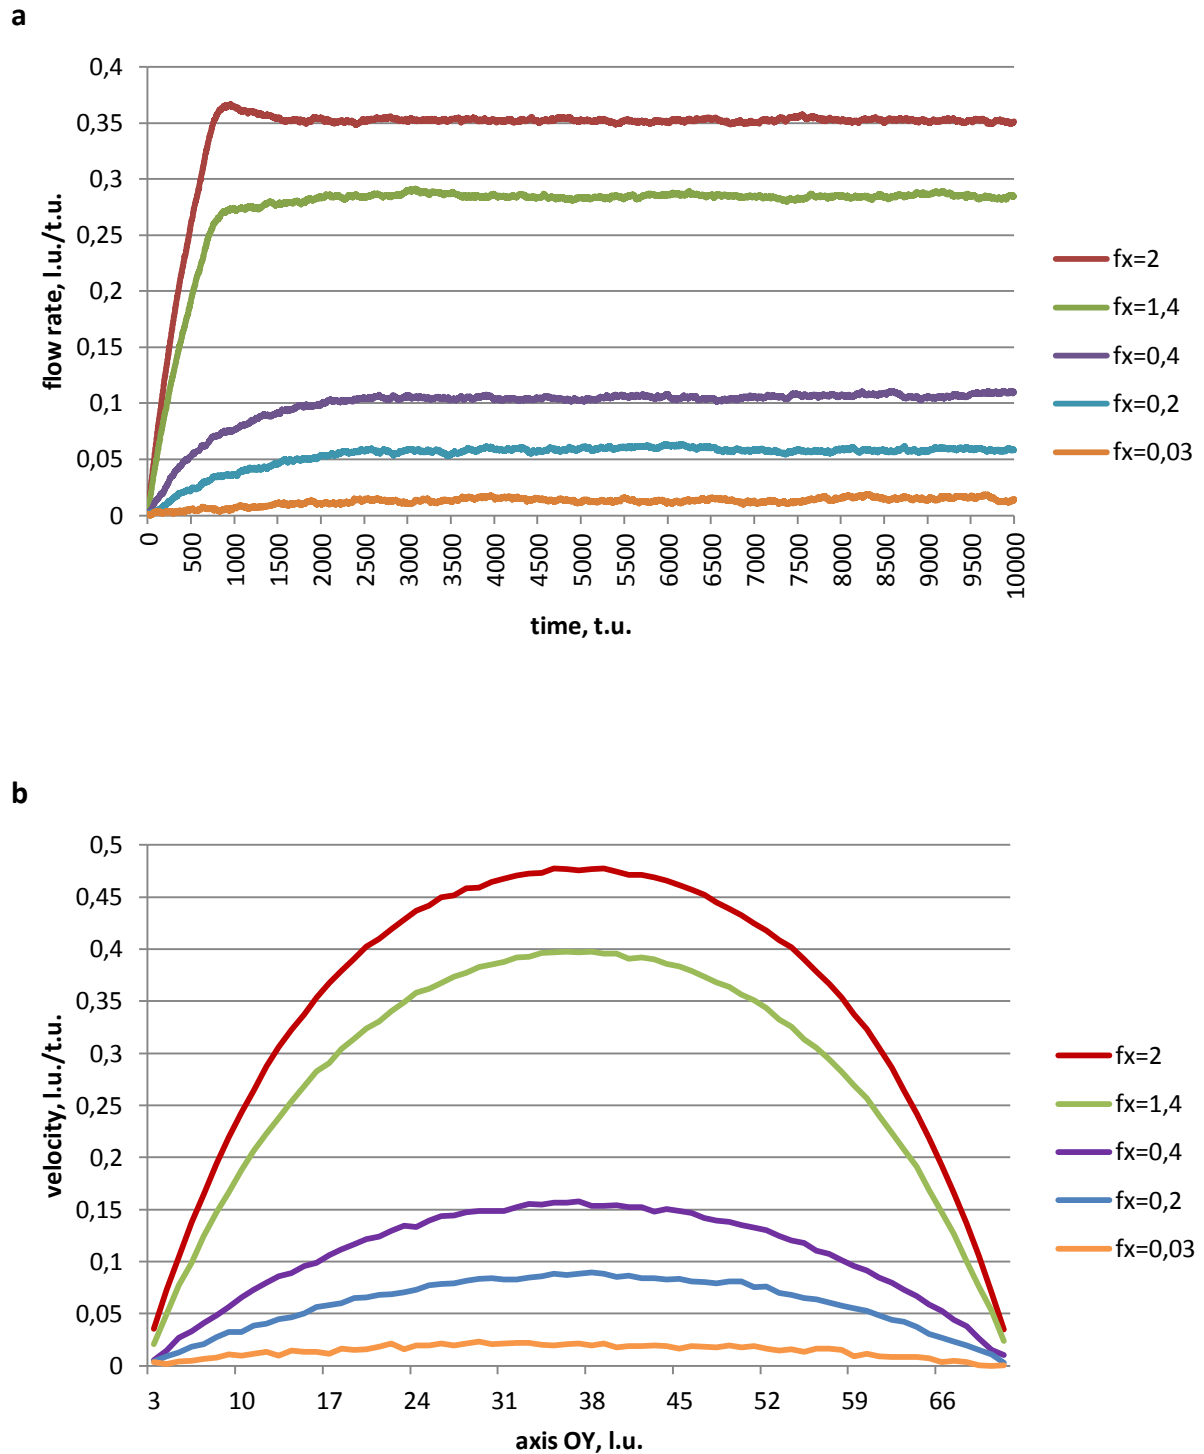 a
0,4
0,35
0,3
0,25
0,2
0,15
0,1
0,05
0
flow rate, l.u./t.u.
0
500
1000
1500
2000
2500
3000
3500
4000
4500
5000
5500
6000
6500
7000
7500
8000
8500
9000
9500
10000
time, t.u.
fx=2
fx=1,4
fx=0,4
fx=0,2
fx=0,03
b
0,5
0,45
0,4
0,35
0,3
0,25
0,2
0,15
0,1
0,05
0
velocity, l.u./t.u.
3 10 17 24 31 38 45 52 59 66
axis OY, l.u.
fx=2
fx=1,4
fx=0,4
fx=0,2
fx=0,03